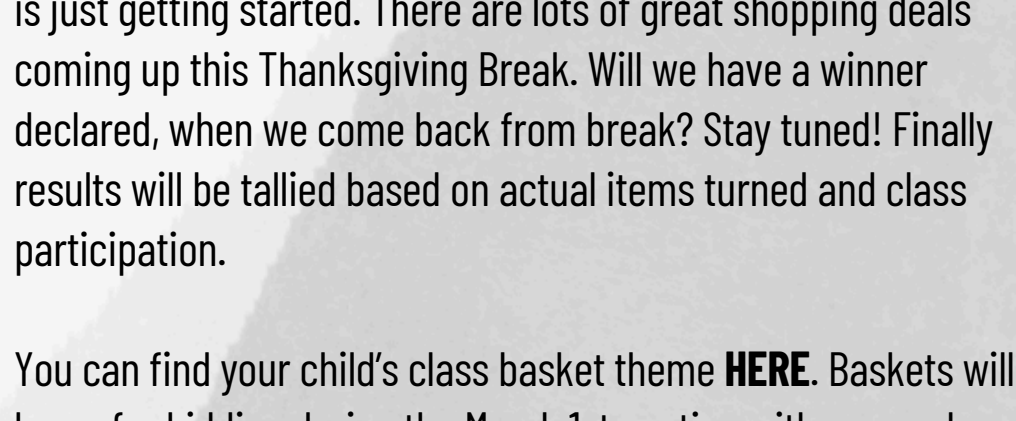 is just getting started. There are lots of great shopping deals
coming up this Thanksgiving Break. Will we have a winner
declared, when we come back from break? Stay tuned! Finally
results will be tallied based on actual items turned and class
participation.
You can find your child's class basket theme HERE. Baskets will